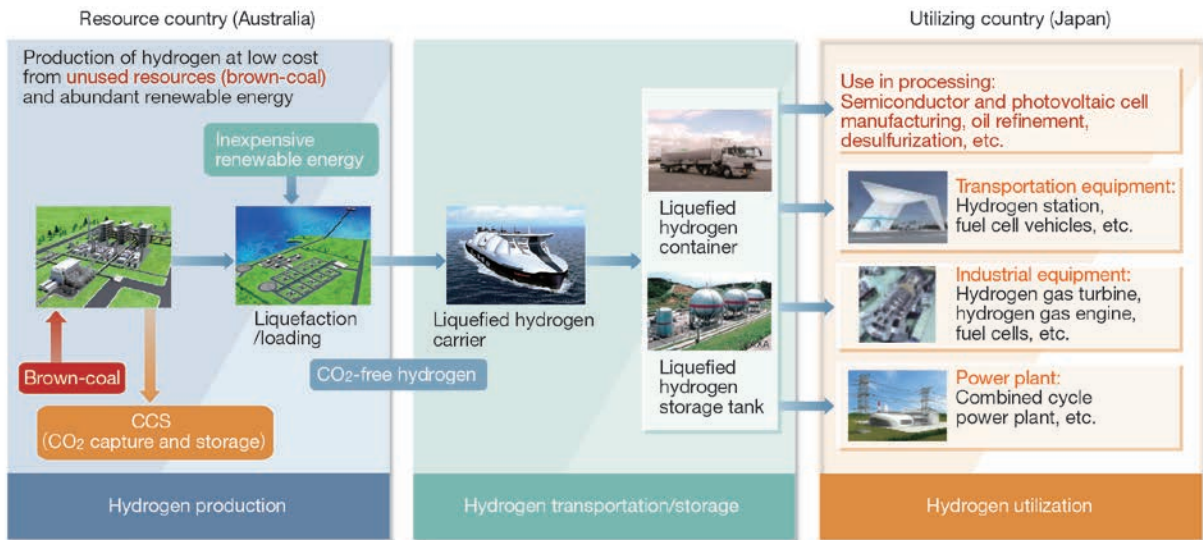 Resource country (Australia)
Utilizing country (Japan)
Production of hydrogen at low cost
from unused resources (brown-coal)
and abundant renewable energy
Inexpensive
renewable energy
Liquefaction
/loading
Brown-coal
CCS
(CO₂ capture and storage)
CO₂-free hydrogen
Hydrogen production
Liquefied hydrogen
carrier
Liquefied
hydrogen
container
Liquefied
hydrogen
storage tank
Hydrogen transportation/storage
Use in processing:
Semiconductor and photovoltaic cell
manufacturing, oil refinement,
desulfurization, etc.
Transportation equipment:
Hydrogen station,
fuel cell vehicles, etc.
Industrial equipment:
Hydrogen gas turbine,
hydrogen gas engine,
fuel cells, etc.
Power plant:
Combined cycle
power plant, etc.
Hydrogen utilization